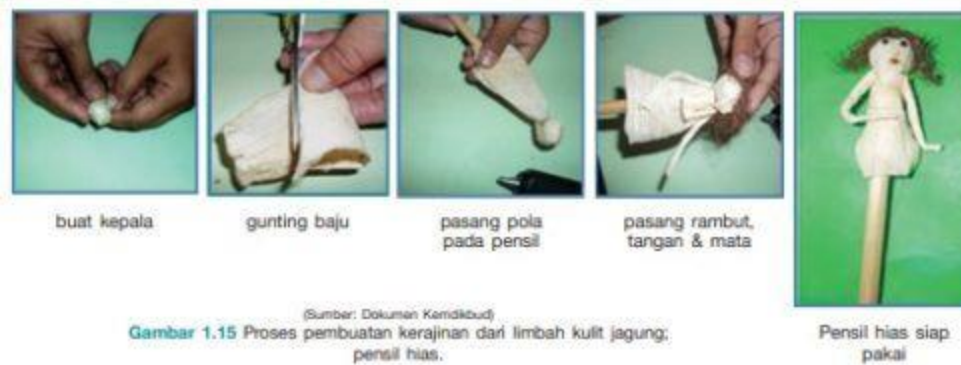 buat kepala
gunting baju
pasang pola
pada pensil
pasang rambut,
tangan & mata
(Sumber: Dokumen Kemdikbud)
Gambar 1.15 Proses pembuatan kerajinan dari limbah kulit jagung;
pensil hias.
Pensil hias siap
pakai